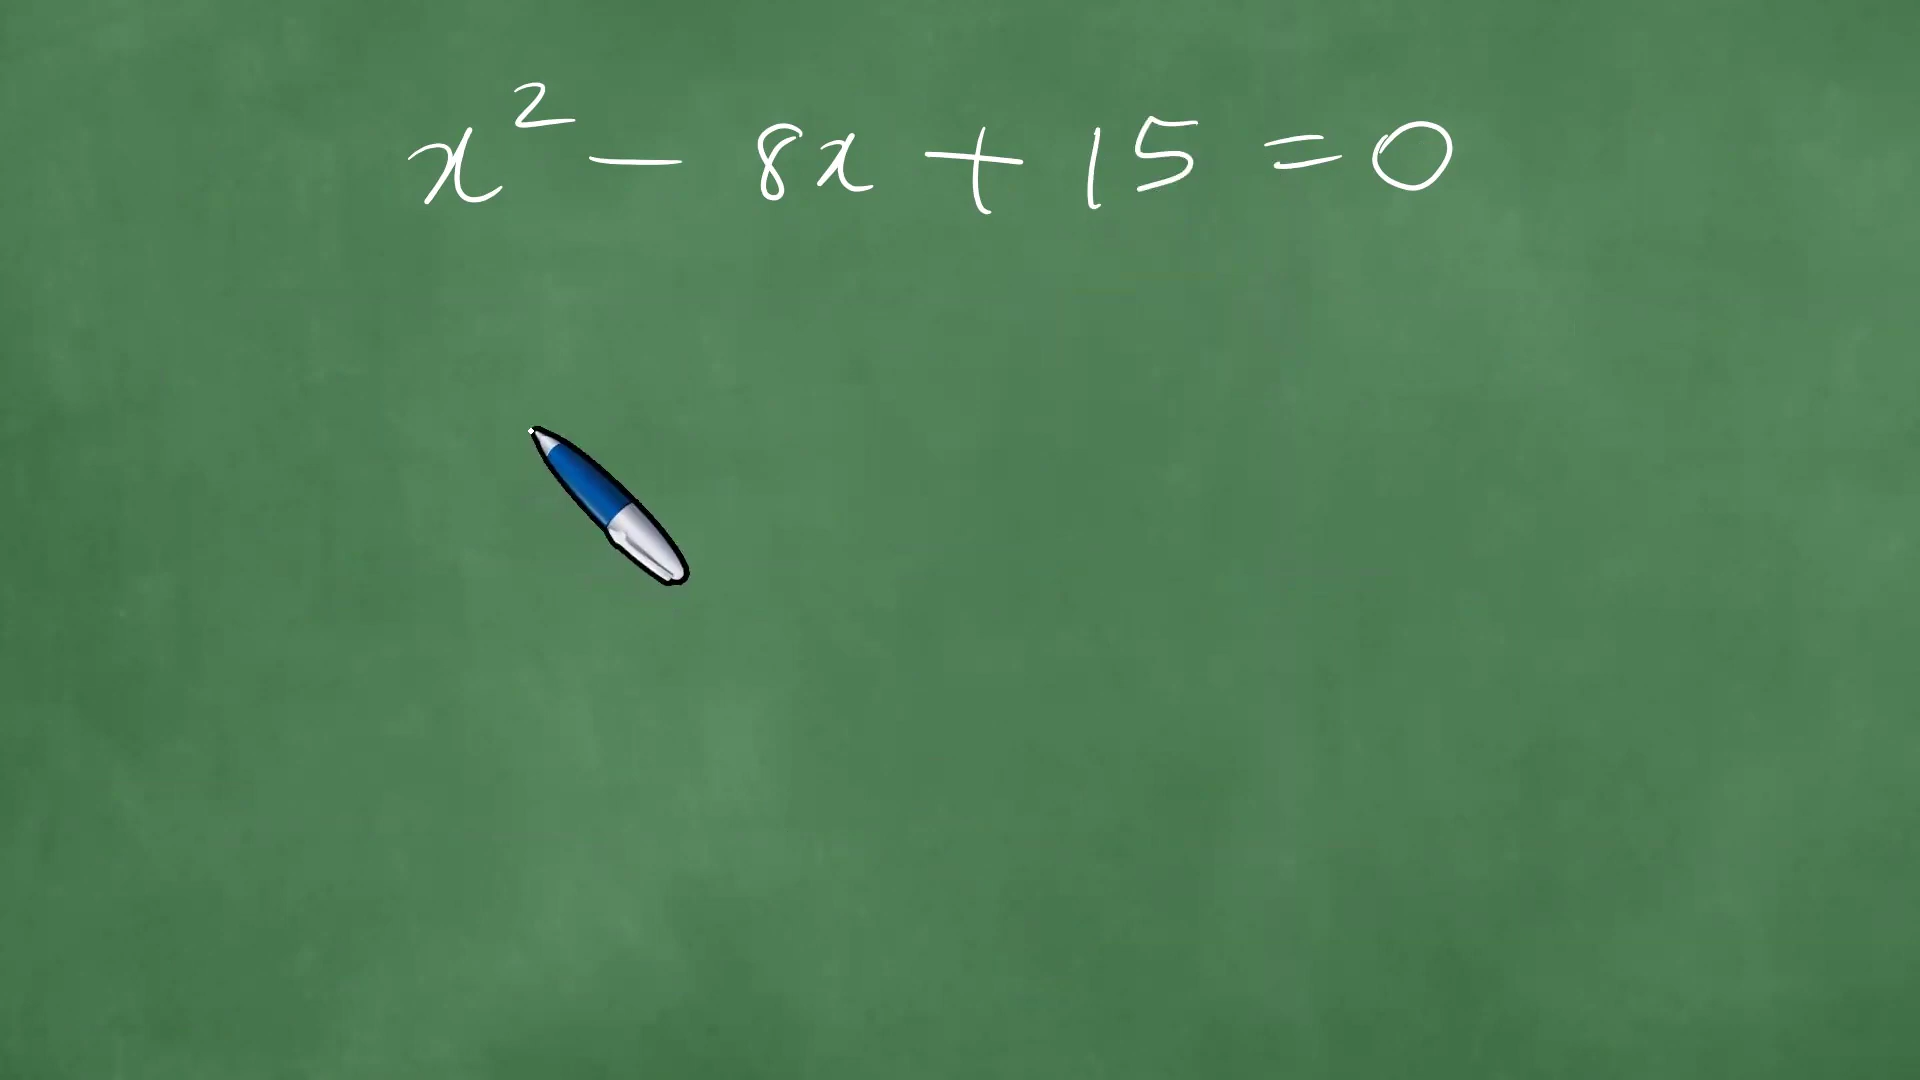 x² - 8x + 15 = 0